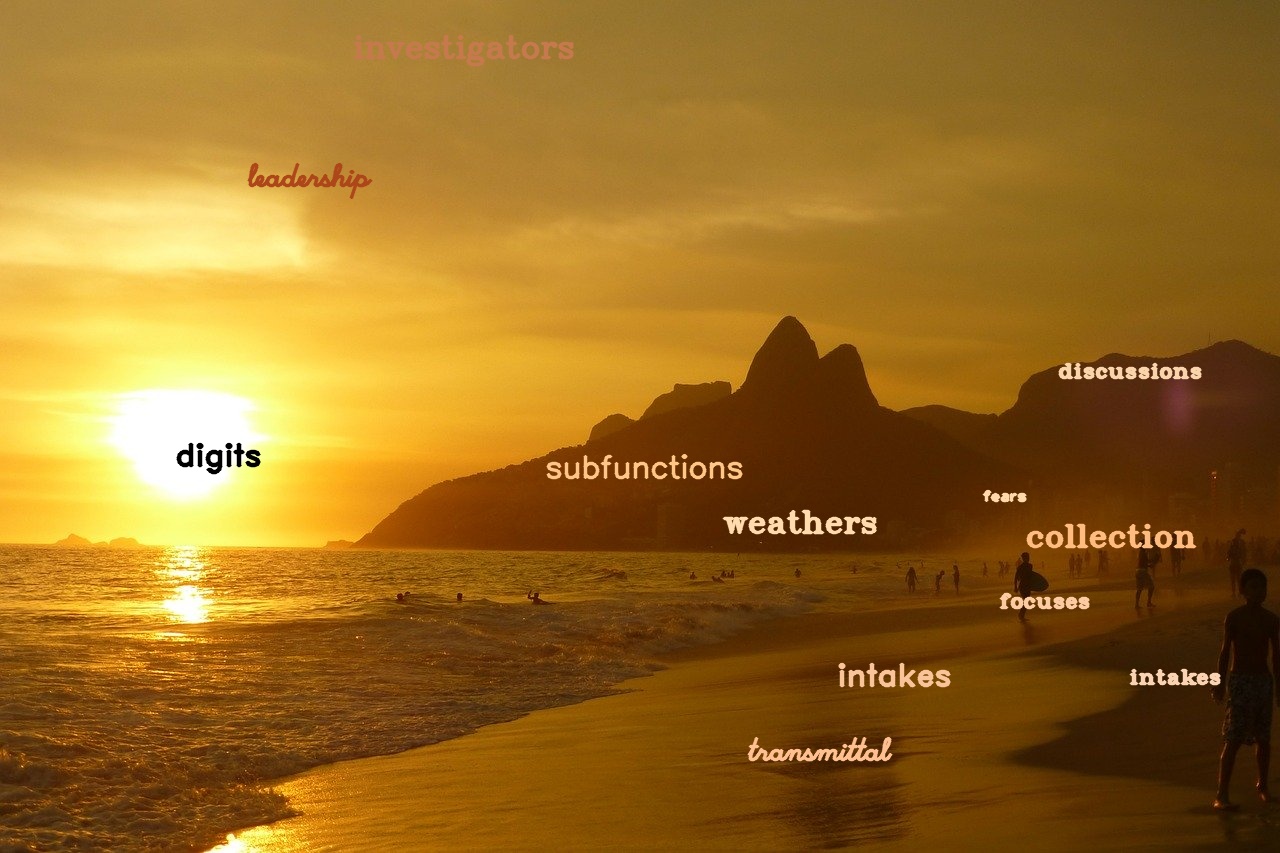 investigators
leadership
discussions
digits
subfunctions
fears
weathers
collection
focuses
intakes
intakes
transmittal